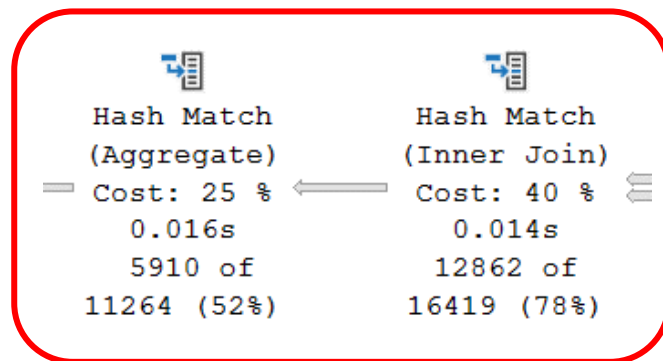 Hash Match
(Aggregate)
Cost: 25 %
0.016s
5910 of
11264 (52%)
Hash Match
(Inner Join)
Cost: 40 %
0.014s
12862 of
16419 (78%)